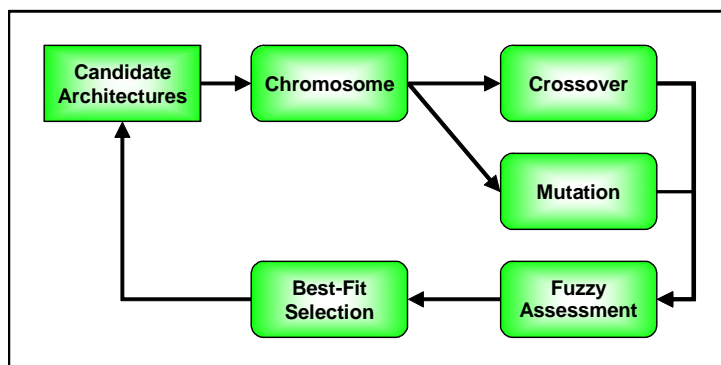 Candidate
Architectures
Chromosome
Crossover
Mutation
Best-Fit
Selection
Fuzzy
Assessment